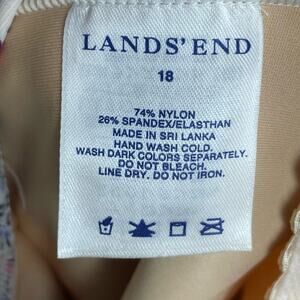 LANDS' END
18
74% NYLON
26% SPANDEX/ELASTHAN
MADE IN SRI LANKA
HAND WASH COLD.
WASH DARK COLORS SEPARATELY.
DO NOT BLEACH.
LINE DRY. DO NOT IRON.